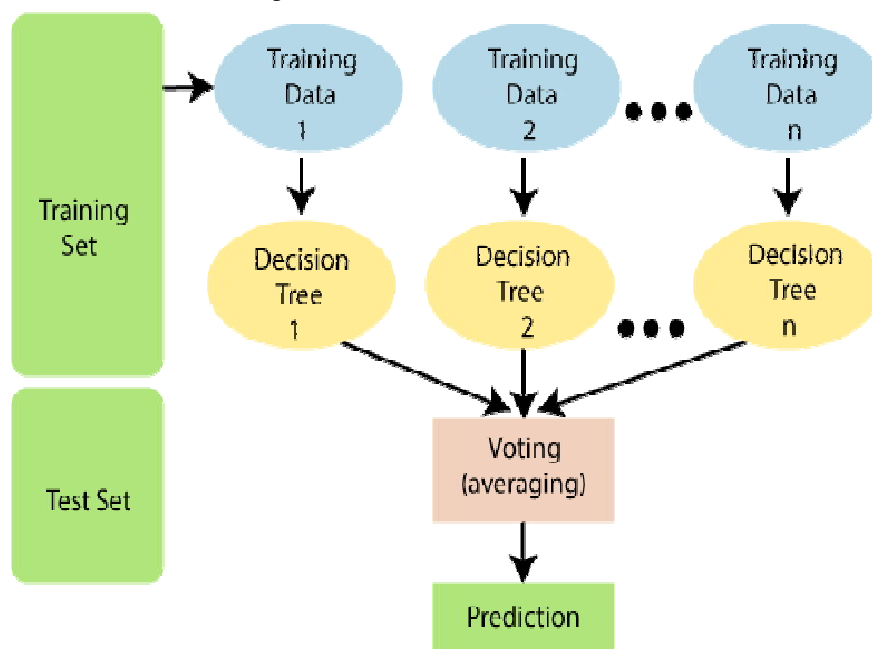 Training
Set
Test Set
Training
Data
1
Training
Data
2
Training
Data
n
Decision
Tree
1
Decision
Tree
2
Decision
Tree
n
Voting
(averaging)
Prediction